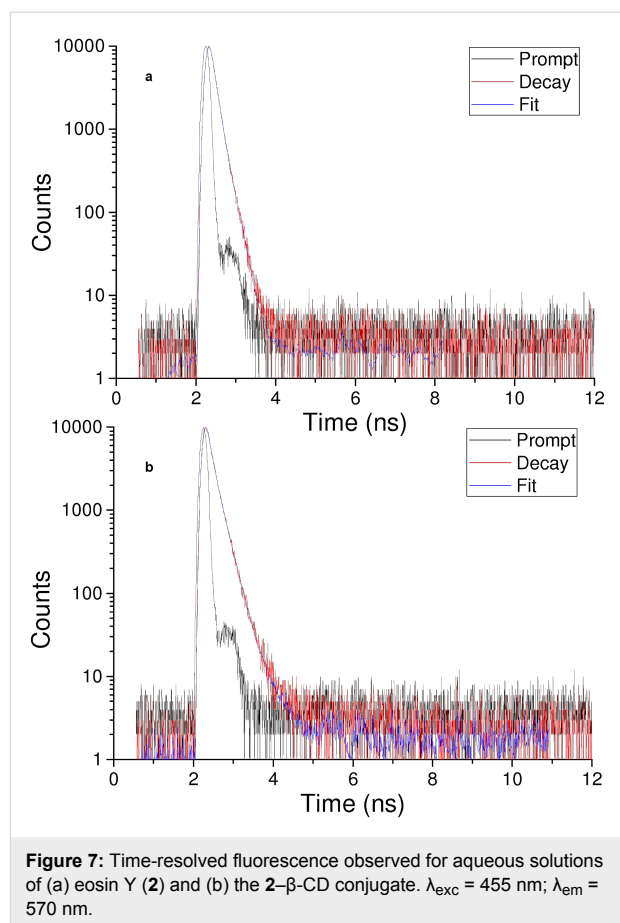 10000
1000
100
10
1
Counts
a
Prompt
Decay
Fit
0 2 4 6 8 10 12
Time (ns)
10000
1000
100
10
1
Counts
b
Prompt
Decay
Fit
0 2 4 6 8 10 12
Time (ns)
Figure 7: Time-resolved fluorescence observed for aqueous solutions
of (a) eosin Y (2) and (b) the 2–β-CD conjugate. λexc = 455 nm; λem =
570 nm.